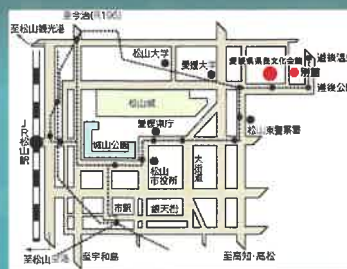 至今治(R196)
至松山観光港
松山大学
愛媛大学
愛媛県県民文化会館
別館
道後温
道後公
松山城
JR松山駅
愛媛県庁
松山東警察署
城山公園
松山市役所
大街道
市駅
銀天街
至松山空港
至宇和島
至高知・高松